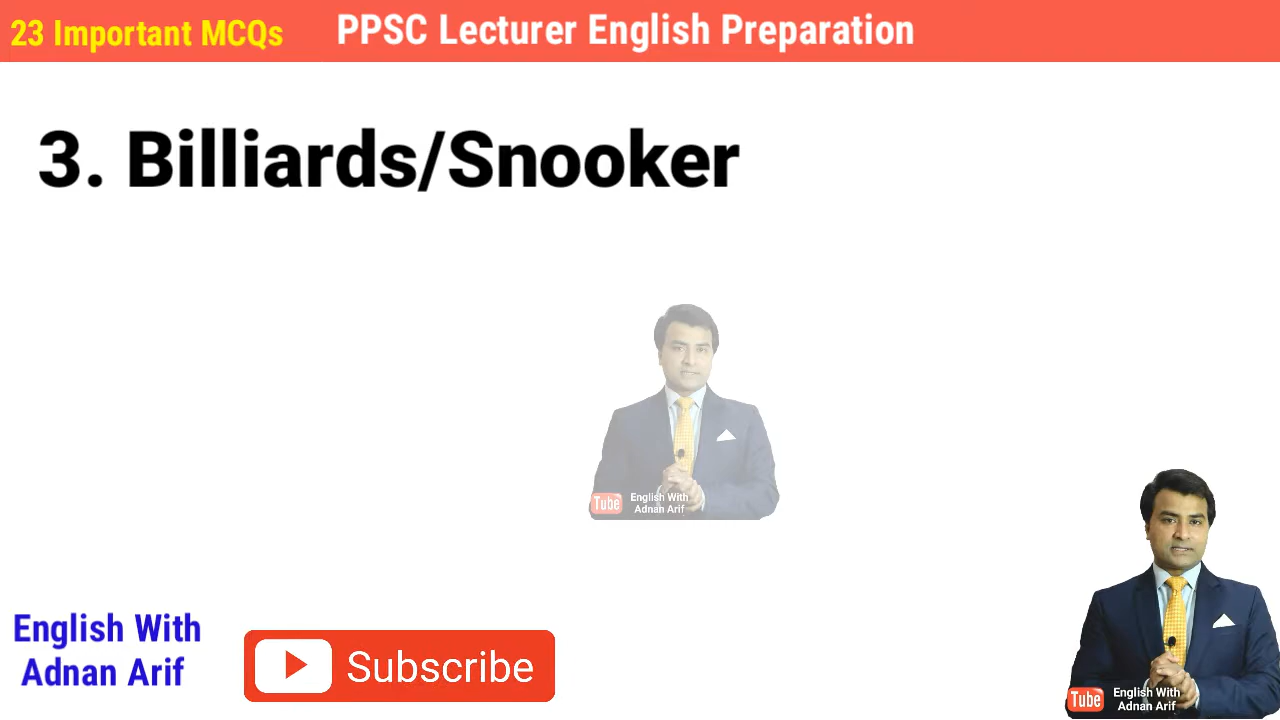 23 Important MCQs PPSC Lecturer English Preparation
3. Billiards/Snooker
Tube English With
Adnan Arif
English With
Adnan Arif
Subscribe
Tube English With
Adnan Arif